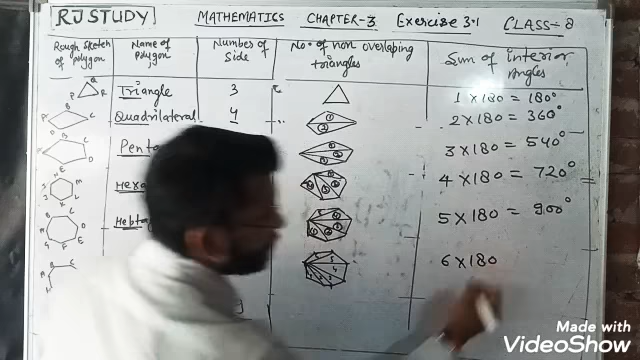 RJ STUDY MATHEMATICS CHAPTER-3 Exercise 3.1 CLASS-8
Rough Sketch of polygon
Name of polygon
Number of Side
No. of non overlaping triangles
Sum of interior Angles
Triangle 3 1 x 180 = 180°
Quadrilateral 4 2 x 180 = 360°
Pent 3 x 180 = 540°
Hexa 4 x 180 = 720°
Hepta 5 x 180 = 900°
6 x 180
Made with
VideoShow